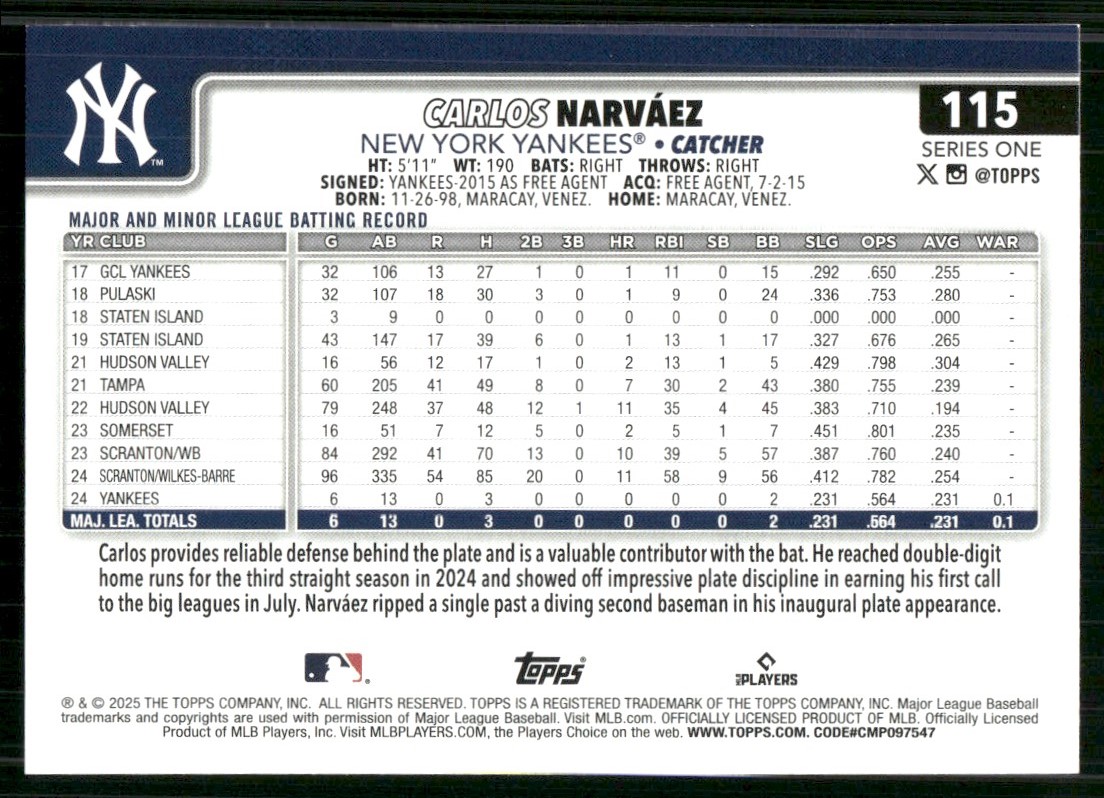 NY
TM
CARLOS NARVÁEZ
115
NEW YORK YANKEES® • CATCHER
SERIES ONE
HT: 5'11" WT: 190 BATS: RIGHT THROWS: RIGHT
@TOPPS
SIGNED: YANKEES-2015 AS FREE AGENT ACQ: FREE AGENT, 7-2-15
BORN: 11-26-98, MARACAY, VENEZ. HOME: MARACAY, VENEZ.
MAJOR AND MINOR LEAGUE BATTING RECORD
YR CLUB G AB R H 2B 3B HR RBI SB BB SLG OPS AVG WAR
17 GCL YANKEES 32 106 13 27 1 0 1 11 0 15 .292 .650 .255 -
18 PULASKI 32 107 18 30 3 0 1 9 0 24 .336 .753 .280 -
18 STATEN ISLAND 3 9 0 0 0 0 0 0 0 0 .000 .000 .000 -
19 STATEN ISLAND 43 147 17 39 6 0 1 13 1 17 .327 .676 .265 -
21 HUDSON VALLEY 16 56 12 17 1 0 2 13 1 5 .429 .798 .304 -
21 TAMPA 60 205 41 49 8 0 7 30 2 43 .380 .755 .239 -
22 HUDSON VALLEY 79 248 37 48 12 1 11 35 4 45 .383 .710 .194 -
23 SOMERSET 16 51 7 12 5 0 2 5 1 7 .451 .801 .235 -
23 SCRANTON/WB 84 292 41 70 13 0 10 39 5 57 .387 .760 .240 -
24 SCRANTON/WILKES-BARRE 96 335 54 85 20 0 11 58 9 56 .412 .782 .254 -
24 YANKEES 6 13 0 3 0 0 0 0 0 2 .231 .564 .231 0.1
MAJ. LEA. TOTALS 6 13 0 3 0 0 0 0 0 2 .231 .564 .231 0.1
Carlos provides reliable defense behind the plate and is a valuable contributor with the bat. He reached double-digit
home runs for the third straight season in 2024 and showed off impressive plate discipline in earning his first call
to the big leagues in July. Narváez ripped a single past a diving second baseman in his inaugural plate appearance.
Topps®
MLB PLAYERS
® & © 2025 THE TOPPS COMPANY, INC. ALL RIGHTS RESERVED. TOPPS IS A REGISTERED TRADEMARK OF THE TOPPS COMPANY, INC. Major League Baseball
trademarks and copyrights are used with permission of Major League Baseball. Visit MLB.com. OFFICIALLY LICENSED PRODUCT OF MLB. Officially Licensed
Product of MLB Players, Inc. Visit MLBPLAYERS.COM, the Players Choice on the web. WWW.TOPPS.COM. CODE#CMP097547